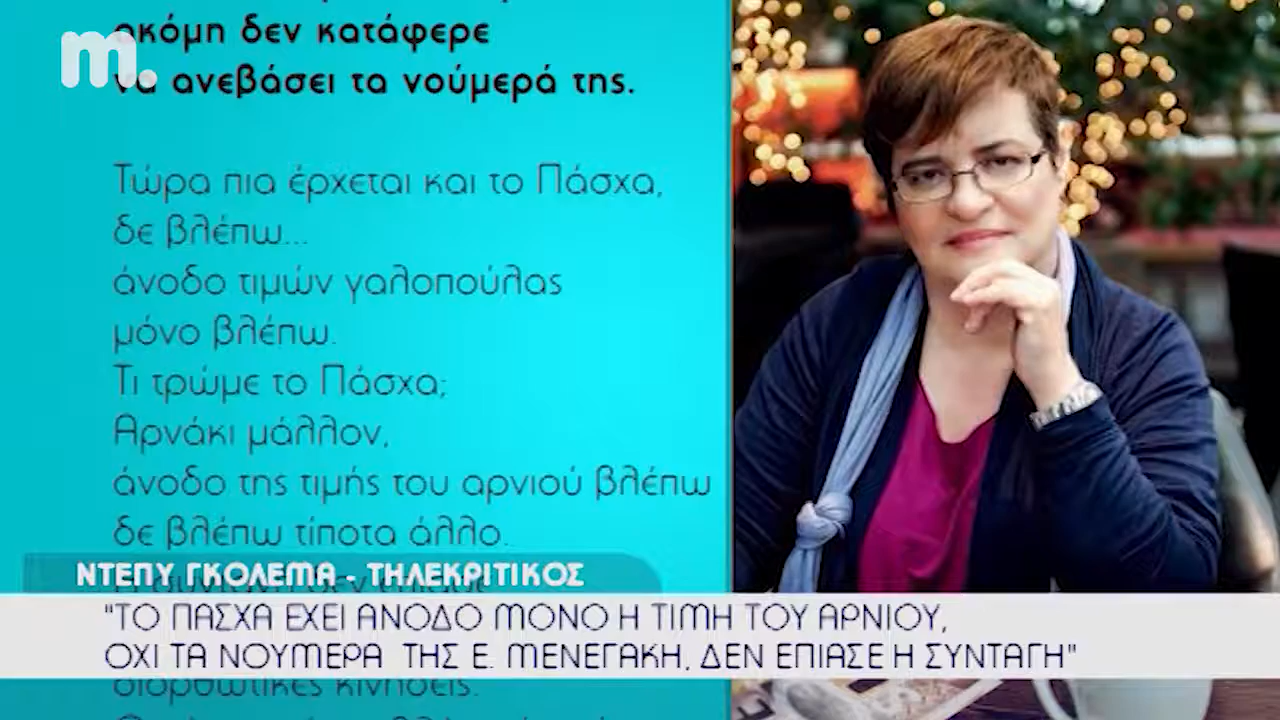 m.
ακόμη δεν κατάφερε
να ανεβάσει τα νούμερά της.
Τώρα πια έρχεται και το Πάσχα,
δε βλέπω...
άνοδο τιμών γαλοπούλας
μόνο βλέπω.
Τι τρώμε το Πάσχα;
Αρνάκι μάλλον,
άνοδο της τιμής του αρνιού βλέπω
δε βλέπω τίποτα άλλο.
ΝΤΕΠΥ ΓΚΟΛΕΜΑ - ΤΗΛΕΚΡΙΤΙΚΟΣ
"ΤΟ ΠΑΣΧΑ ΕΧΕΙ ΑΝΟΔΟ ΜΟΝΟ Η ΤΙΜΗ ΤΟΥ ΑΡΝΙΟΥ,
ΟΧΙ ΤΑ ΝΟΥΜΕΡΑ ΤΗΣ Ε. ΜΕΝΕΓΑΚΗ, ΔΕΝ ΕΠΙΑΣΕ Η ΣΥΝΤΑΓΗ"
διορθωτικές κινήσεις.